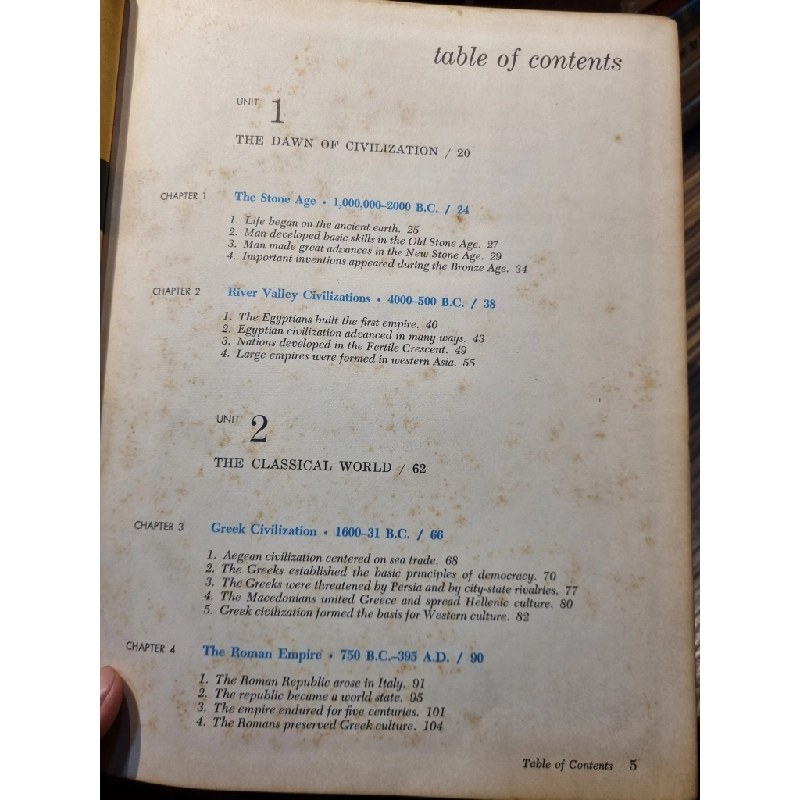 table of contents
UNIT 1
THE DAWN OF CIVILIZATION / 20
CHAPTER 1 The Stone Age • 1,000,000–2000 B.C. / 24
1. Life began on the ancient earth. 25
2. Man developed basic skills in the Old Stone Age. 27
3. Man made great advances in the New Stone Age. 29
4. Important inventions appeared during the Bronze Age. 34
CHAPTER 2 River Valley Civilizations • 4000–500 B.C. / 38
1. The Egyptians built the first empire. 40
2. Egyptian civilization advanced in many ways. 43
3. Nations developed in the Fertile Crescent. 49
4. Large empires were formed in western Asia. 55
UNIT 2
THE CLASSICAL WORLD / 62
CHAPTER 3 Greek Civilization • 1600–31 B.C. / 66
1. Aegean civilization centered on sea trade. 68
2. The Greeks established the basic principles of democracy. 70
3. The Greeks were threatened by Persia and by city-state rivalries. 77
4. The Macedonians united Greece and spread Hellenic culture. 80
5. Greek civilization formed the basis for Western culture. 82
CHAPTER 4 The Roman Empire • 750 B.C.–395 A.D. / 90
1. The Roman Republic arose in Italy. 91
2. The republic became a world state. 95
3. The empire endured for five centuries. 101
4. The Romans preserved Greek culture. 104
Table of Contents 5